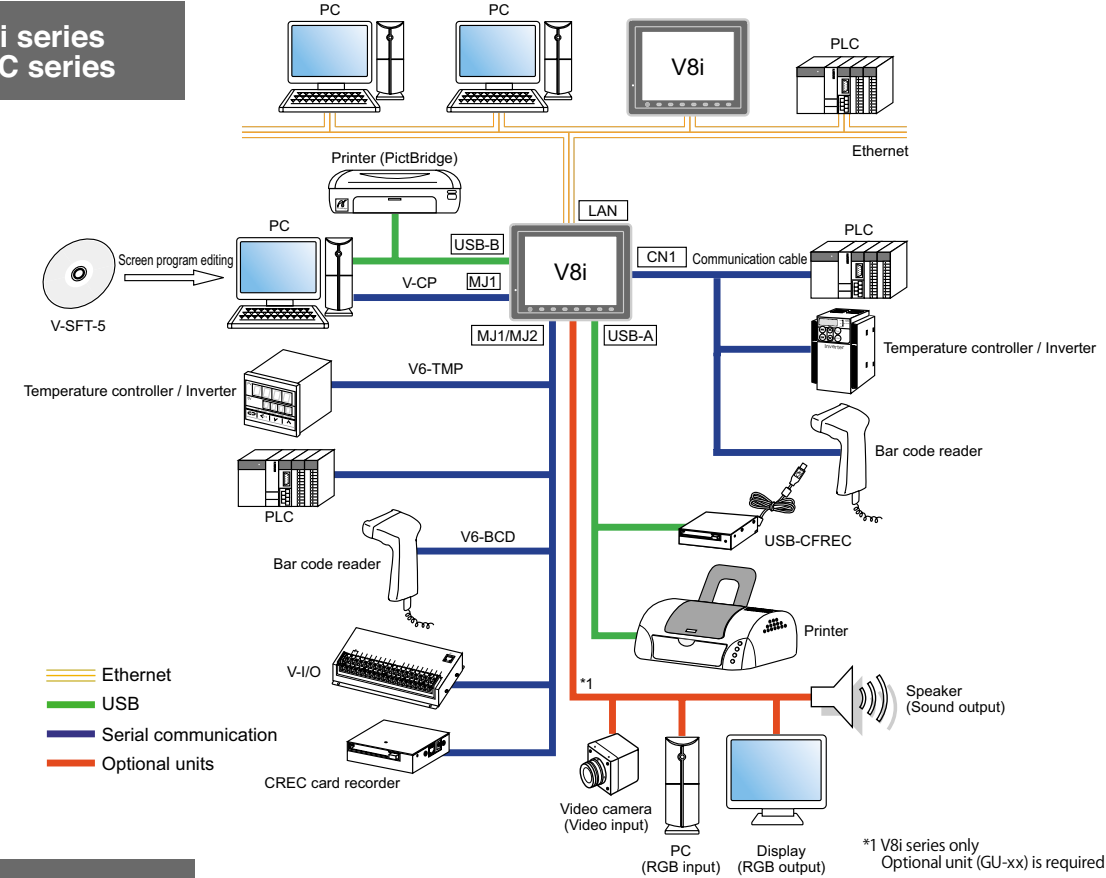 i series
C series
PC
PC
V8i
PLC
Ethernet
Printer (PictBridge)
LAN
PC
USB-B
V8i
CN1
Communication cable
PLC
Screen program editing
V-CP
MJ1
V-SFT-5
MJ1/MJ2
USB-A
Inverter
Temperature controller / Inverter
V6-TMP
Temperature controller / Inverter
Bar code reader
PLC
USB-CFREC
V6-BCD
Bar code reader
Printer
V-I/O
*1
Speaker
(Sound output)
Ethernet
USB
Serial communication
Optional units
CREC card recorder
Video camera
(Video input)
PC
(RGB input)
Display
(RGB output)
*1 V8i series only
Optional unit (GU-xx) is required